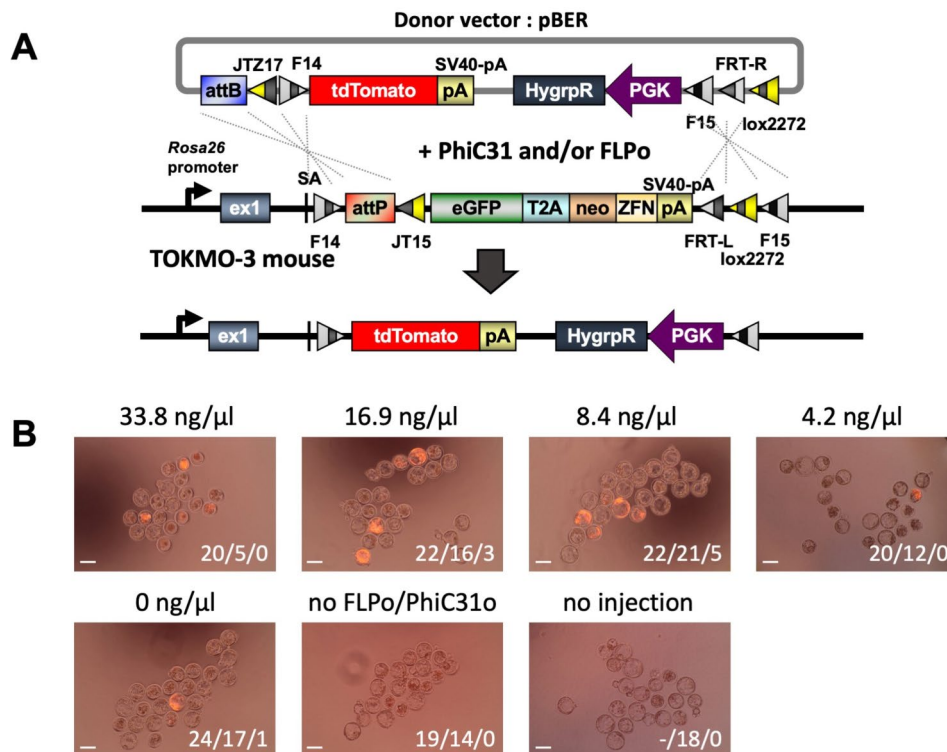 A
Donor vector : pBER
JTZ17
F14
SV40-pA
FRT-R
attB
tdTomato
pA
HygrpR
PGK
F15
lox2272
+ PhiC31 and/or FLPo
Rosa26
promoter
SA
SV40-pA
ex1
attP
eGFP
T2A
neo
ZFN
pA
F14
JT15
FRT-L
lox2272
F15
TOKMO-3 mouse
ex1
tdTomato
pA
HygrpR
PGK
B
33.8 ng/μl
16.9 ng/μl
8.4 ng/μl
4.2 ng/μl
20/5/0
22/16/3
22/21/5
20/12/0
0 ng/μl
no FLPo/PhiC31o
no injection
24/17/1
19/14/0
-/18/0